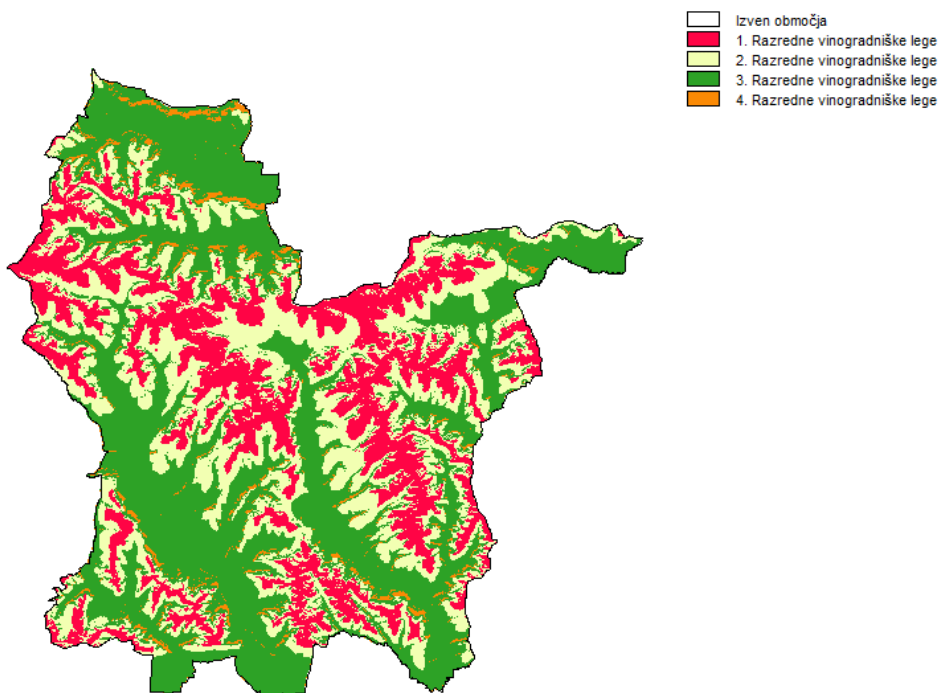 Izven območja
1. Razredne vinogradniške lege
2. Razredne vinogradniške lege
3. Razredne vinogradniške lege
4. Razredne vinogradniške lege